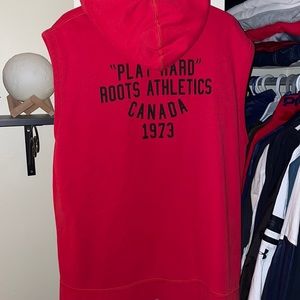 "PLAY HARD"
ROOTS ATHLETICS
CANADA
1973